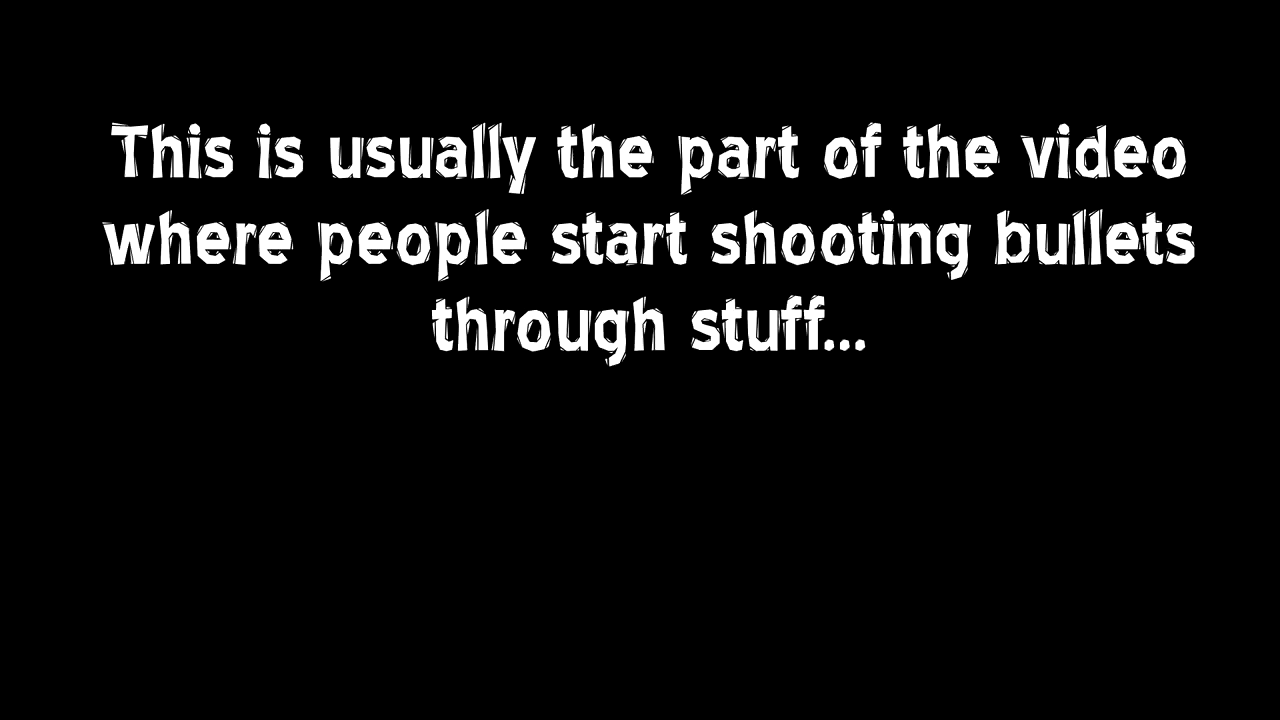 This is usually the part of the video
where people start shooting bullets
through stuff...